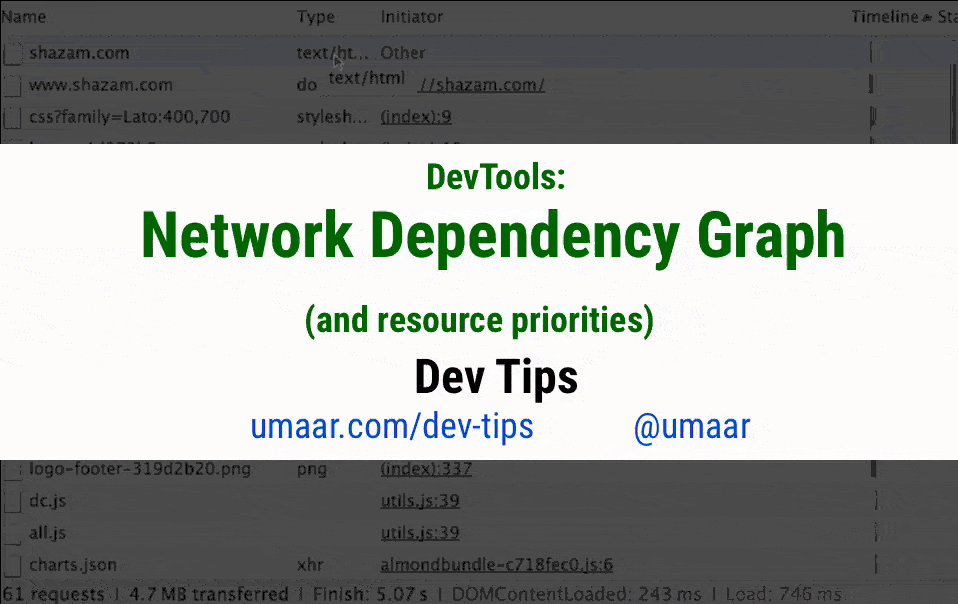 Name Type Initiator Timeline Sta
shazam.com text/ht... Other
text/html
www.shazam.com do //shazam.com/
css?family=Lato:400,700 stylesh... (index):9
DevTools:
Network Dependency Graph
(and resource priorities)
Dev Tips
umaar.com/dev-tips @umaar
logo-footer-319d2b20.png png (index):337
dc.js utils.js:39
all.js utils.js:39
charts.json xhr almondbundle-c718fec0.js:6
61 requests | 4.7 MB transferred | Finish: 5.07 s | DOMContentLoaded: 243 ms | Load: 746 ms